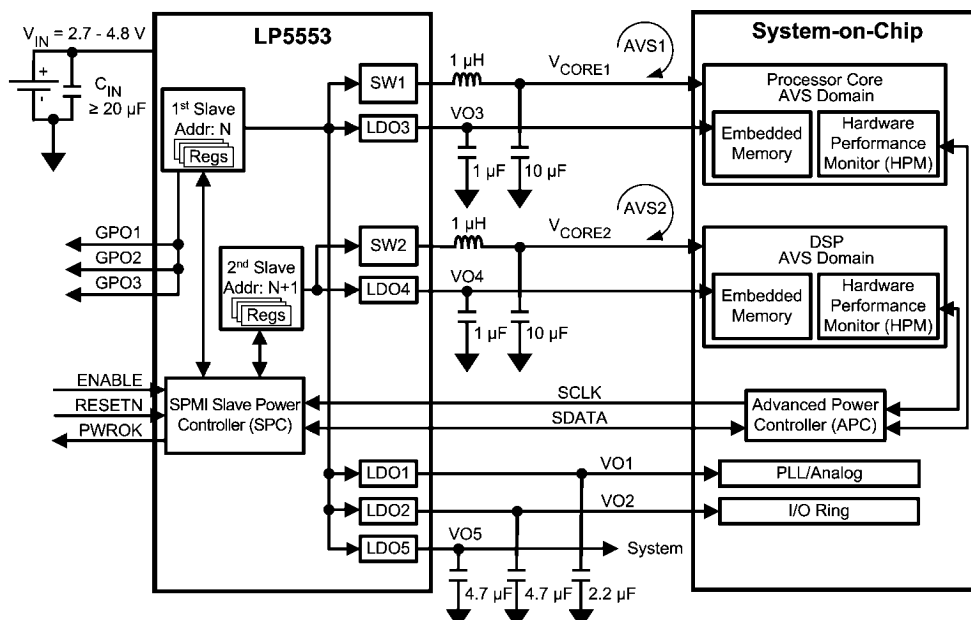 V_IN = 2.7 - 4.8 V
LP5553
System-on-Chip
+
-
C_IN
≥ 20 µF
1st Slave
Addr: N
Regs
SW1
1 µH
V_CORE1
AVS1
LDO3
VO3
1 µF
10 µF
Processor Core
AVS Domain
Embedded
Memory
Hardware
Performance
Monitor (HPM)
GPO1
GPO2
GPO3
2nd Slave
Addr: N+1
Regs
SW2
1 µH
V_CORE2
AVS2
LDO4
VO4
1 µF
10 µF
DSP
AVS Domain
Embedded
Memory
Hardware
Performance
Monitor (HPM)
ENABLE
RESETN
PWROK
SPMI Slave Power
Controller (SPC)
SCLK
SDATA
Advanced Power
Controller (APC)
LDO1
VO1
PLL/Analog
LDO2
VO2
I/O Ring
LDO5
VO5
System
4.7 µF
4.7 µF
2.2 µF